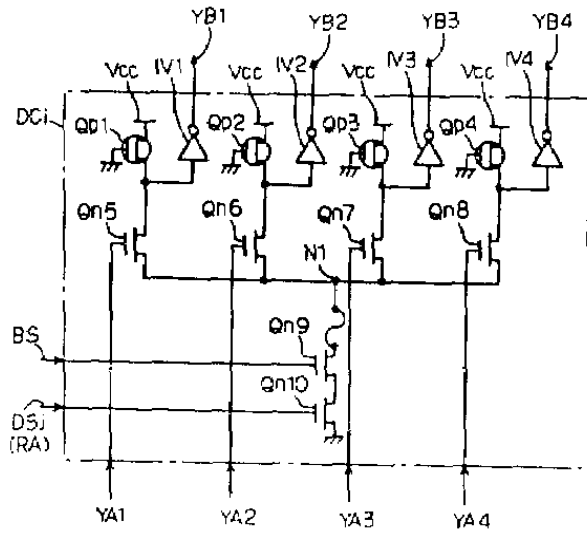 YB1 YB2 YB3 YB4
Vcc IV1 Vcc IV2 Vcc IV3 Vcc IV4
DCj
Qp1 Qp2 Qp3 Qp4
Qn5 Qn6 Qn7 Qn8
N1
BS
Qn9
Qn10
DSj
(RA)
YA1 YA2 YA3 YA4